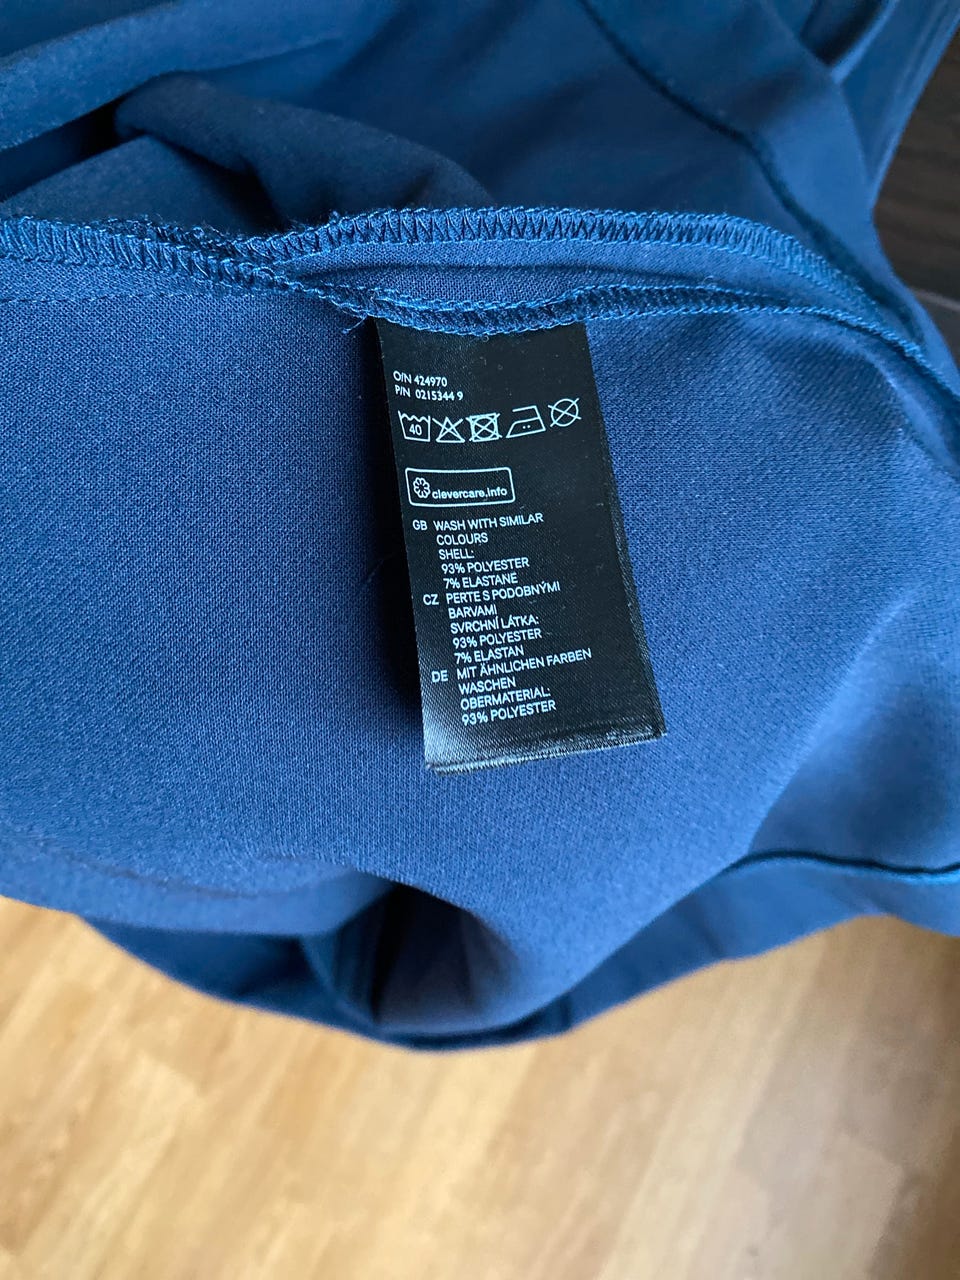 O/N 424970
P/N 0215344 9
40
clevercare.info
GB WASH WITH SIMILAR
COLOURS
SHELL:
93% POLYESTER
7% ELASTANE
CZ PERTE S PODOBNÝMI
BARVAMI
SVRCHNÍ LÁTKA:
93% POLYESTER
7% ELASTAN
DE MIT ÄHNLICHEN FARBEN
WASCHEN
OBERMATERIAL:
93% POLYESTER